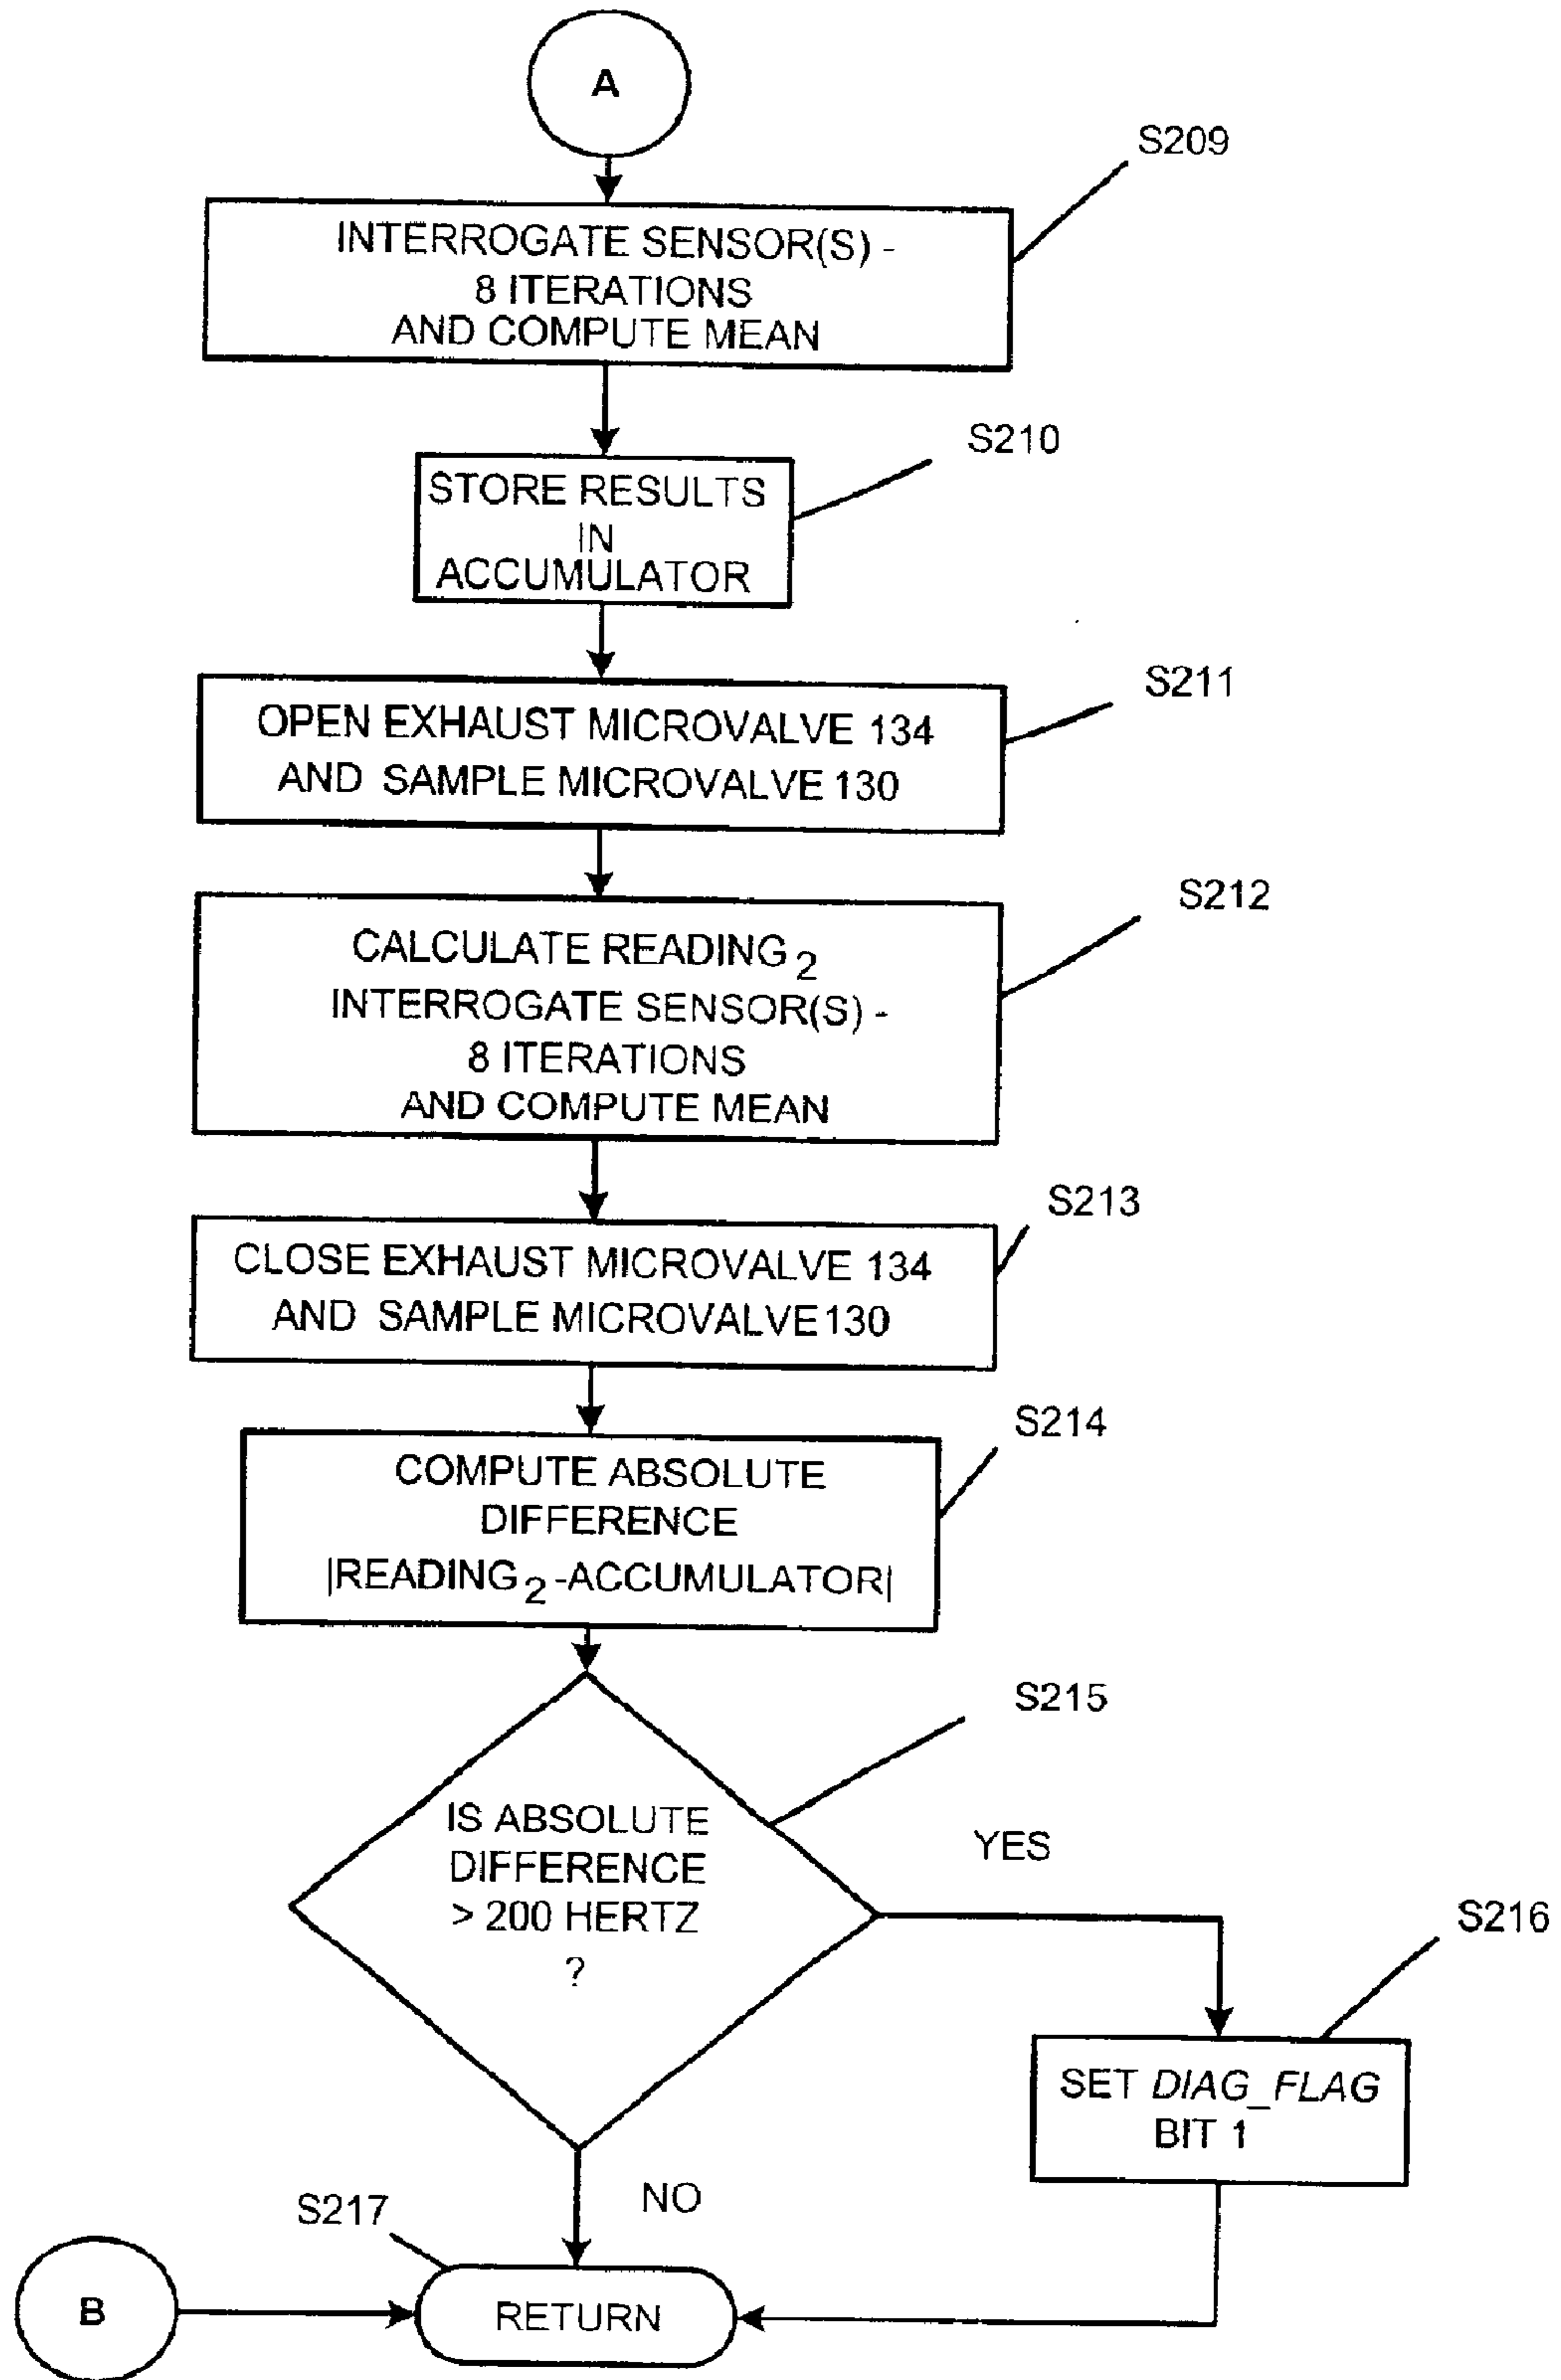 A
S209
INTERROGATE SENSOR(S) -
8 ITERATIONS
AND COMPUTE MEAN
S210
STORE RESULTS
IN
ACCUMULATOR
S211
OPEN EXHAUST MICROVALVE 134
AND SAMPLE MICROVALVE 130
S212
CALCULATE READING 2
INTERROGATE SENSOR(S) -
8 ITERATIONS
AND COMPUTE MEAN
S213
CLOSE EXHAUST MICROVALVE 134
AND SAMPLE MICROVALVE 130
S214
COMPUTE ABSOLUTE
DIFFERENCE
|READING 2 -ACCUMULATOR|
S215
IS ABSOLUTE
DIFFERENCE
> 200 HERTZ
?
YES
S216
SET DIAG_FLAG
BIT 1
NO
S217
B
RETURN